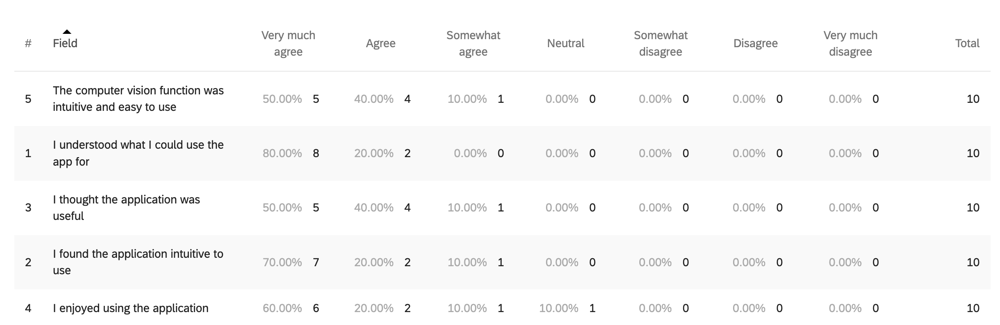 # Field Very much agree Agree Somewhat agree Neutral Somewhat disagree Disagree Very much disagree Total
5 The computer vision function was intuitive and easy to use 50.00% 5 40.00% 4 10.00% 1 0.00% 0 0.00% 0 0.00% 0 0.00% 0 10
1 I understood what I could use the app for 80.00% 8 20.00% 2 0.00% 0 0.00% 0 0.00% 0 0.00% 0 0.00% 0 10
3 I thought the application was useful 50.00% 5 40.00% 4 10.00% 1 0.00% 0 0.00% 0 0.00% 0 0.00% 0 10
2 I found the application intuitive to use 70.00% 7 20.00% 2 10.00% 1 0.00% 0 0.00% 0 0.00% 0 0.00% 0 10
4 I enjoyed using the application 60.00% 6 20.00% 2 10.00% 1 10.00% 1 0.00% 0 0.00% 0 0.00% 0 10